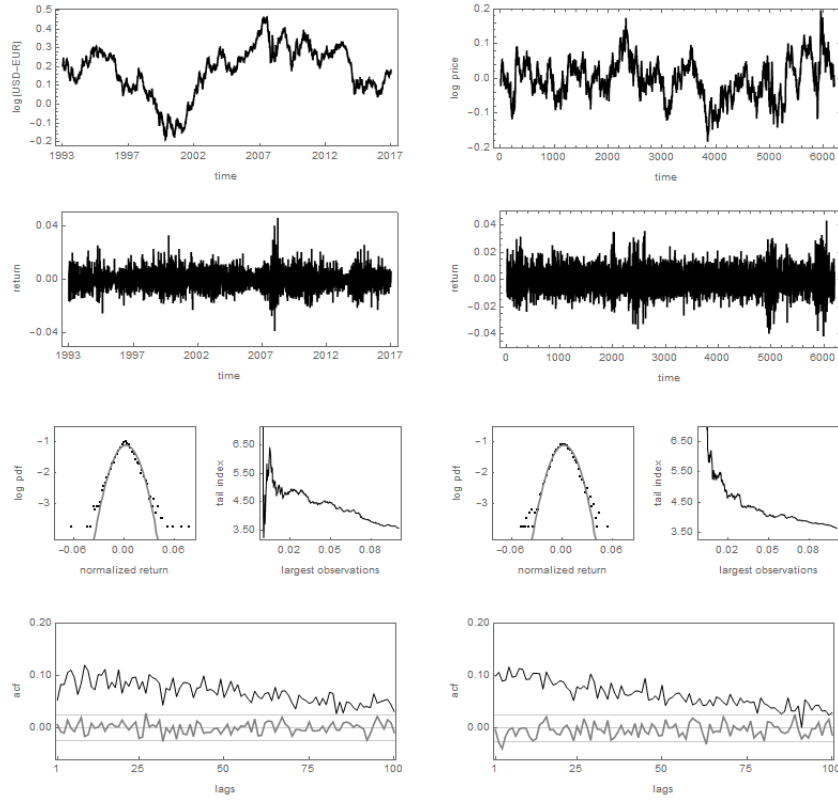 0.5
0.4
0.3
0.2
0.1
0.0
−0.1
−0.2
log[USD−EUR]
1993 1997 2002 2007 2012 2017
time
0.2
0.1
0.0
−0.1
−0.2
log price
0 1000 2000 3000 4000 5000 6000
time
0.04
0.00
−0.04
return
1993 1997 2002 2007 2012 2017
time
0.04
0.02
0.00
−0.02
−0.04
return
0 1000 2000 3000 4000 5000 6000
time
−1
−2
−3
log pdf
−0.06 0.00 0.06
normalized return
6.50
4.50
3.50
tail index
0.02 0.05 0.08
largest observations
−1
−2
−3
log pdf
−0.06 0.00 0.06
normalized return
6.50
4.50
3.50
tail index
0.02 0.05 0.08
largest observations
0.20
0.10
0.00
acf
1 25 50 75 100
lags
0.20
0.10
0.00
acf
1 25 50 75 100
lags